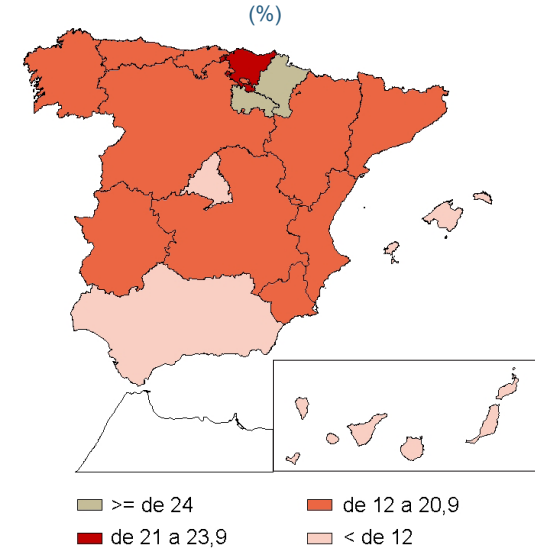 (%)
>= de 24 de 12 a 20,9
de 21 a 23,9 < de 12